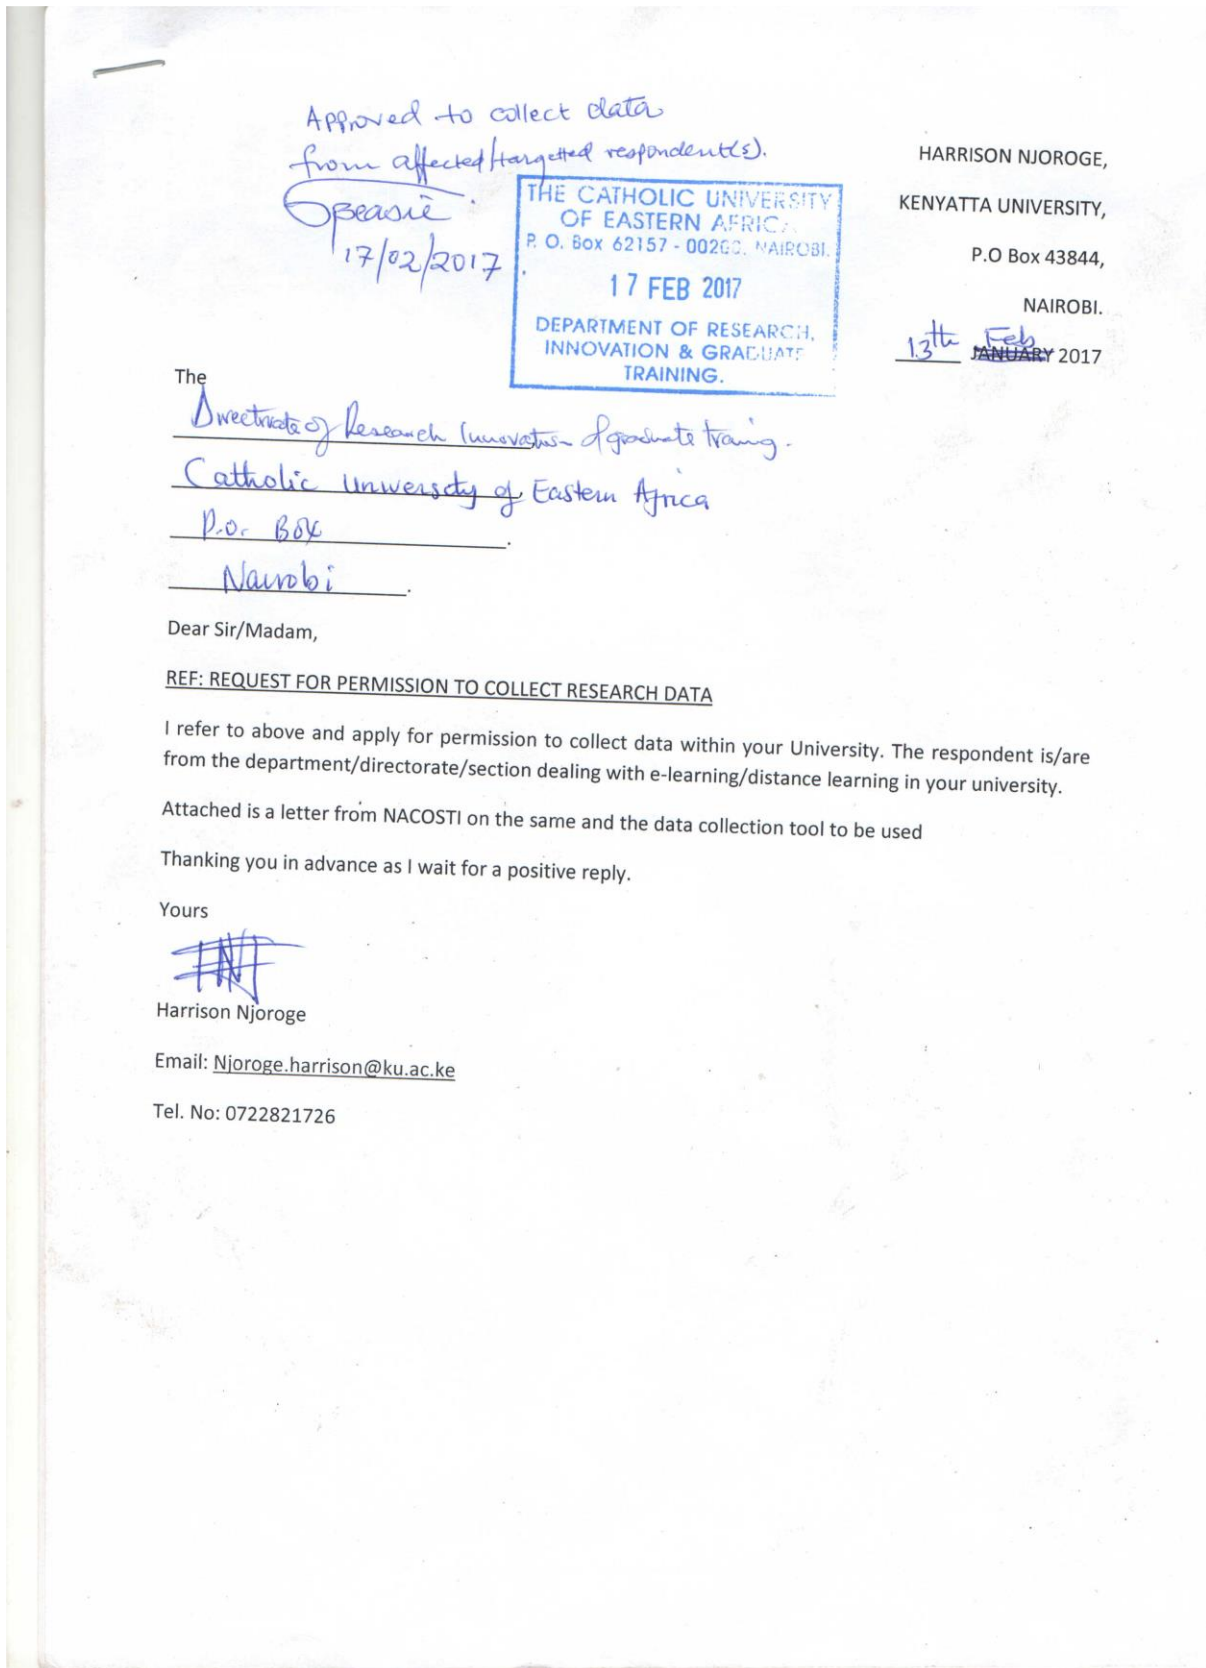 Approved to collect data
from affected/targetted respondent(s).
17/02/2017
THE CATHOLIC UNIVERSITY
OF EASTERN AFRICA
P. O. Box 62157 - 00200, NAIROBI.
17 FEB 2017
DEPARTMENT OF RESEARCH,
INNOVATION & GRADUATE
TRAINING.
HARRISON NJOROGE,
KENYATTA UNIVERSITY,
P.O Box 43844,
NAIROBI.
13th Feb JANUARY 2017
The
Directorate of Research Innovation & graduate traing.
Catholic University of Eastern Africa
P.O. Box .
Nairobi .
Dear Sir/Madam,
REF: REQUEST FOR PERMISSION TO COLLECT RESEARCH DATA
I refer to above and apply for permission to collect data within your University. The respondent is/are
from the department/directorate/section dealing with e-learning/distance learning in your university.
Attached is a letter from NACOSTI on the same and the data collection tool to be used
Thanking you in advance as I wait for a positive reply.
Yours
Harrison Njoroge
Email: Njoroge.harrison@ku.ac.ke
Tel. No: 0722821726